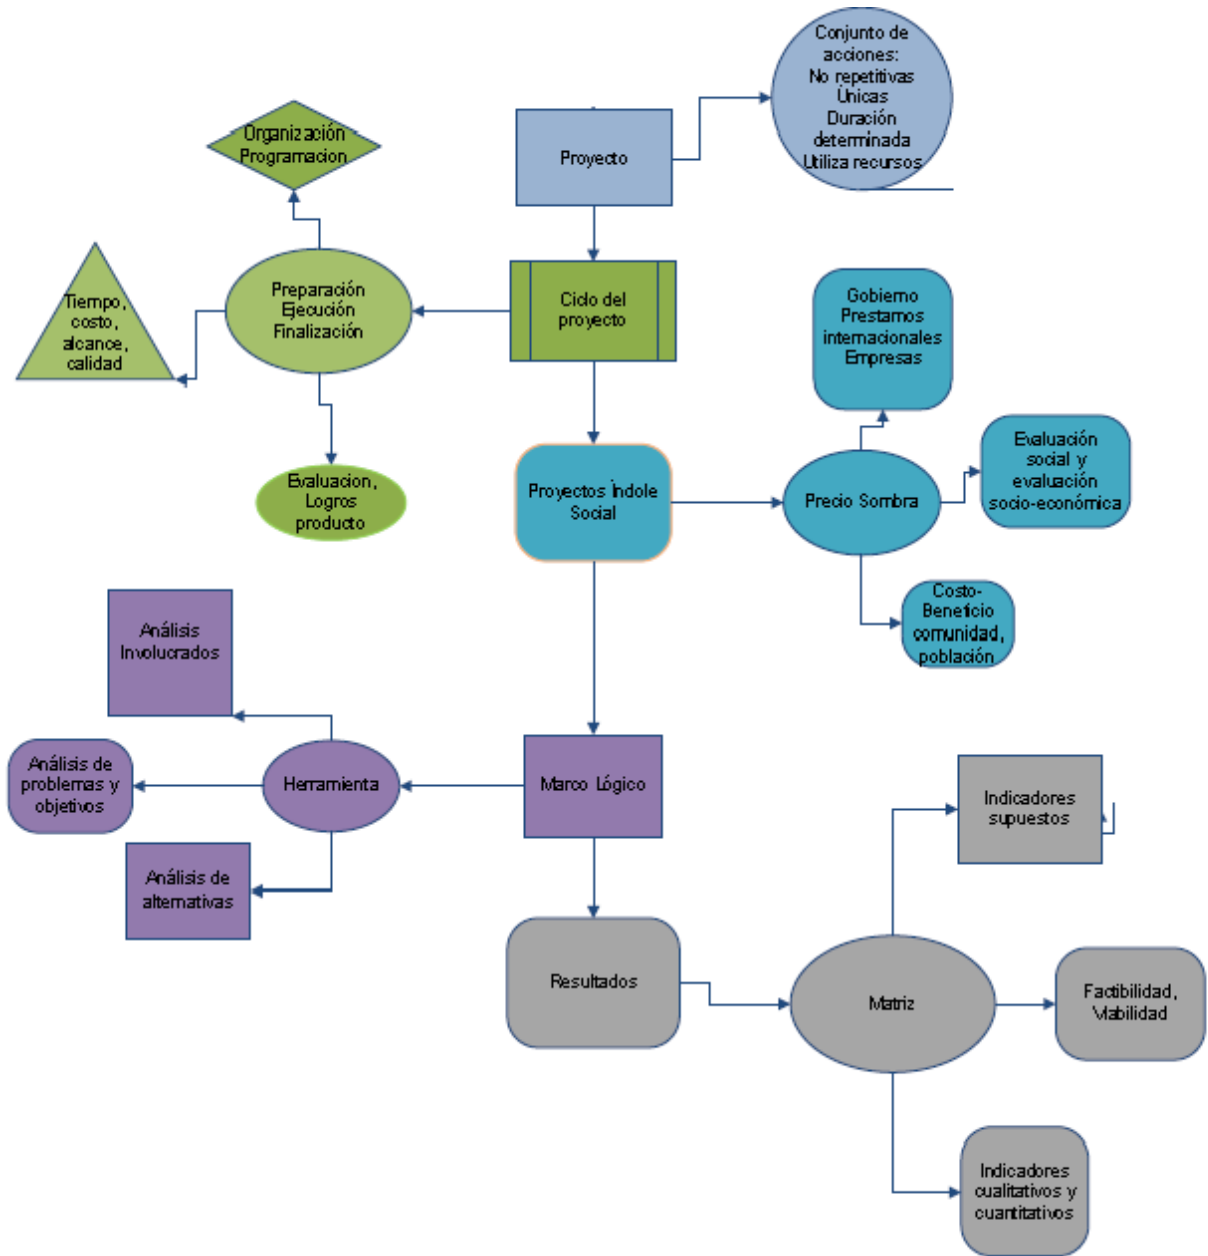 Conjunto de
acciones:
No repetitivas
Únicas
Duración
determinada
Utiliza recursos
Proyecto
Organización
Programacion
Preparación
Ejecución
Finalización
Tiempo,
costo,
alcance,
calidad
Ciclo del
proyecto
Gobierno
Prestamos
internacionales
Empresas
Evaluacion,
Logros
producto
Proyectos Índole
Social
Precio Sombra
Evaluación
social y
evaluación
socio-económica
Costo-
Beneficio
comunidad,
población
Análisis
Involucrados
Análisis de
problemas y
objetivos
Herramienta
Marco Lógico
Análisis de
alternativas
Indicadores
supuestos
Resultados
Matriz
Factibilidad,
Viabilidad
Indicadores
cualitativos y
cuantitativos